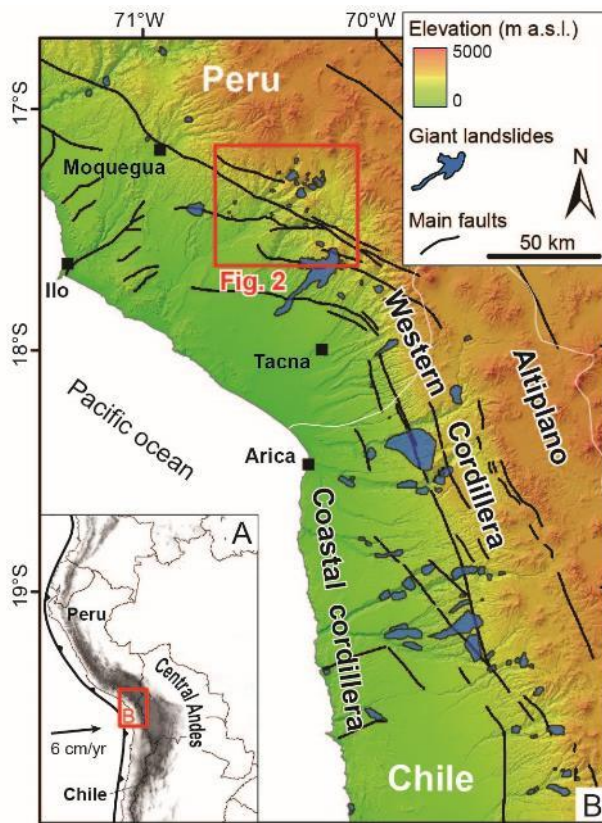 71°W
70°W
17°S
18°S
19°S
Elevation (m a.s.l.)
5000
0
Giant landslides
N
Main faults
50 km
Peru
Moquegua
Fig. 2
Ilo
Tacna
Western Cordillera
Altiplano
Pacific ocean
Arica
Coastal cordillera
Chile
B
A
Peru
Central Andes
B
6 cm/yr
Chile